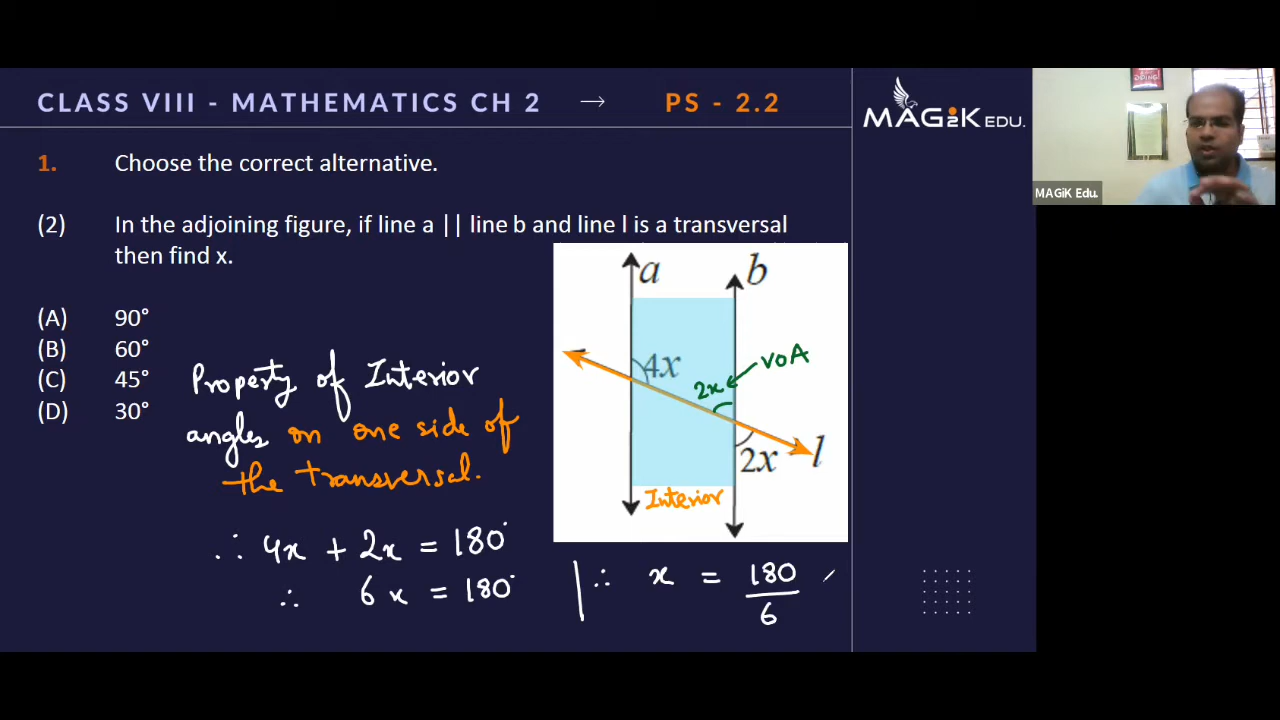 CLASS VIII - MATHEMATICS CH 2 → PS - 2.2
MAGiK EDU.
MAGiK Edu.
1. Choose the correct alternative.
(2) In the adjoining figure, if line a || line b and line l is a transversal
then find x.
(A) 90°
(B) 60°
(C) 45°
(D) 30°
a
b
4x
2x
VOA
2x
l
Interior
Property of Interior
angles on one side of
the transversal.
∴ 4x + 2x = 180°
∴ 6x = 180°
∴ x = 180/6